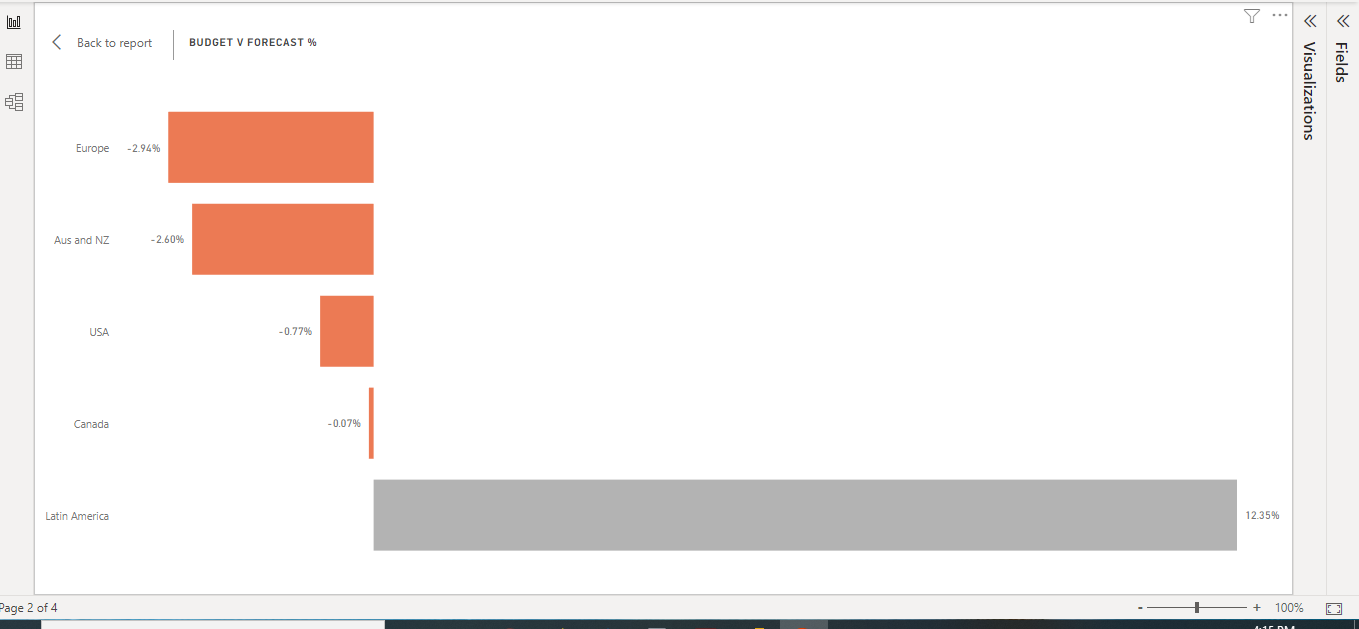 Back to report
BUDGET V FORECAST %
Visualizations
Fields
Europe -2.94%
Aus and NZ -2.60%
USA -0.77%
Canada -0.07%
Latin America 12.35%
Page 2 of 4
- + 100%